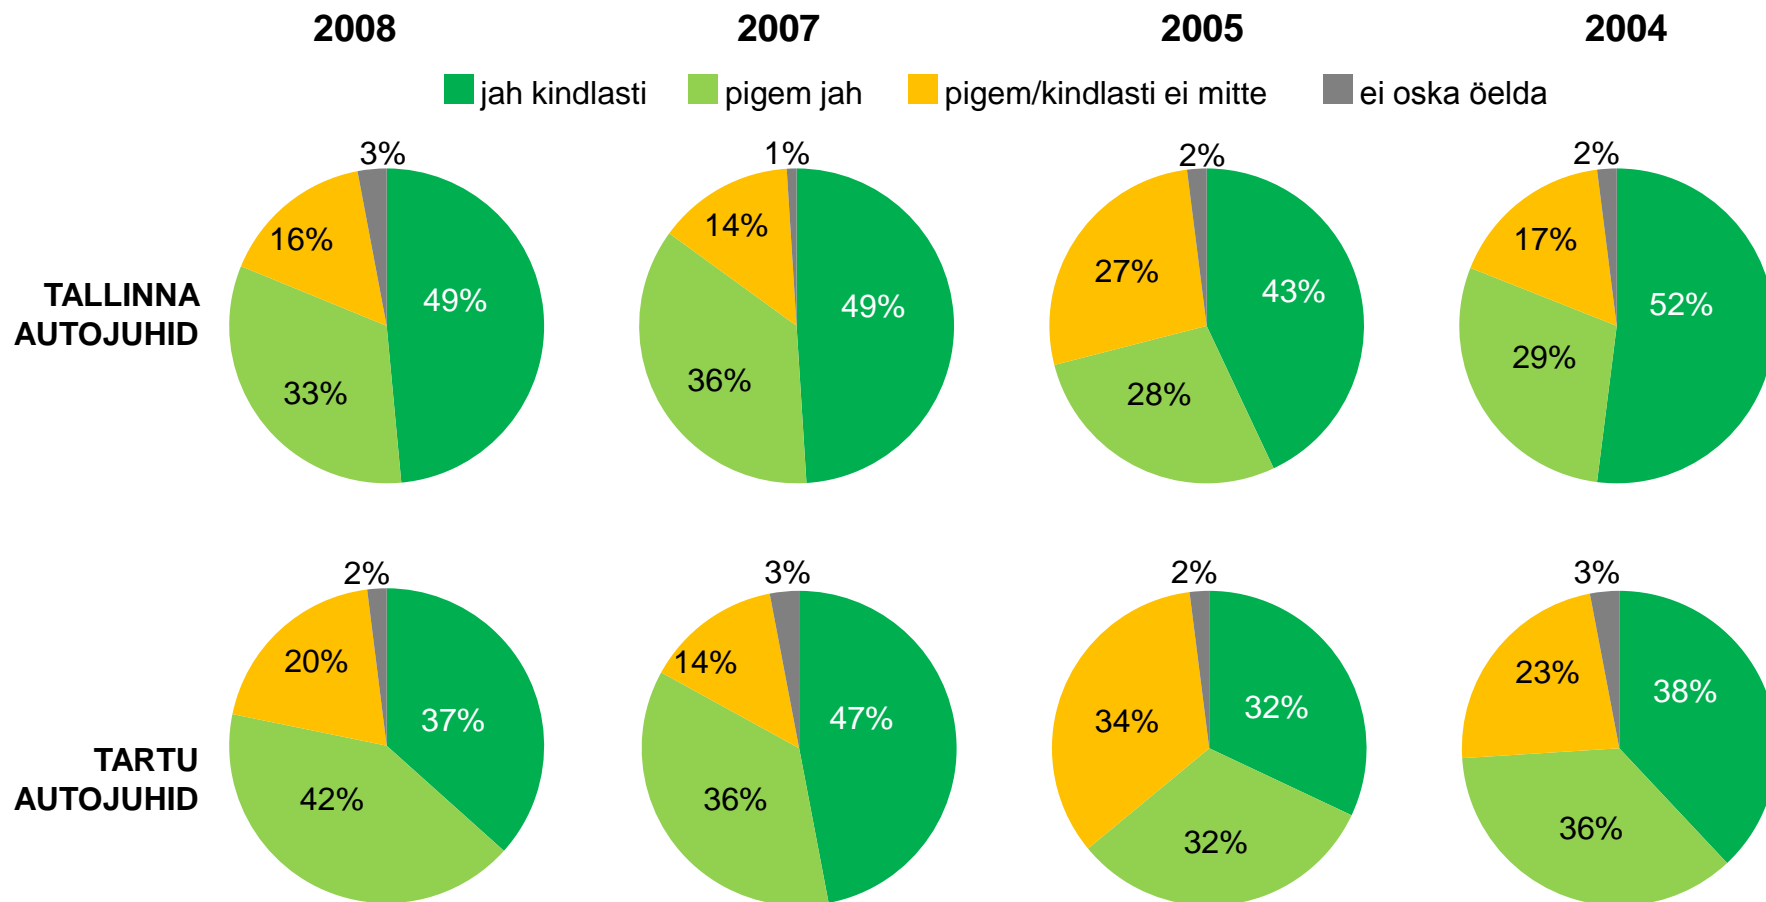 2008 2007 2005 2004
jah kindlasti pigem jah pigem/kindlasti ei mitte ei oska öelda
3% 1% 2% 2%
16% 14% 27% 17%
TALLINNA
AUTOJUHID
49% 49% 43% 52%
33% 36% 28% 29%
2% 3% 2% 3%
20% 14% 34% 23%
37% 47% 32% 38%
TARTU
AUTOJUHID
42% 36% 32% 36%